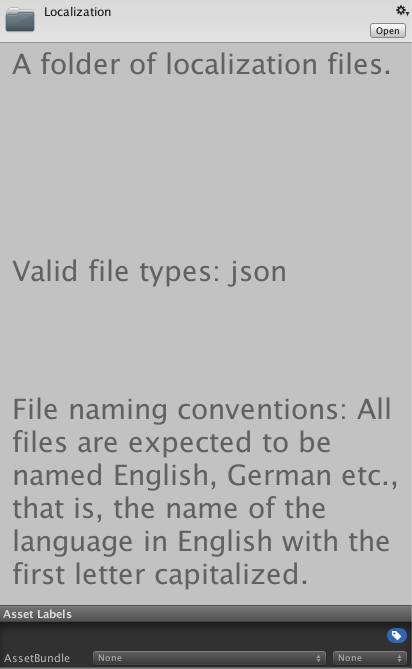 Localization
Open
A folder of localization files.
Valid file types: json
File naming conventions: All
files are expected to be
named English, German etc.,
that is, the name of the
language in English with the
first letter capitalized.
Asset Labels
AssetBundle None None